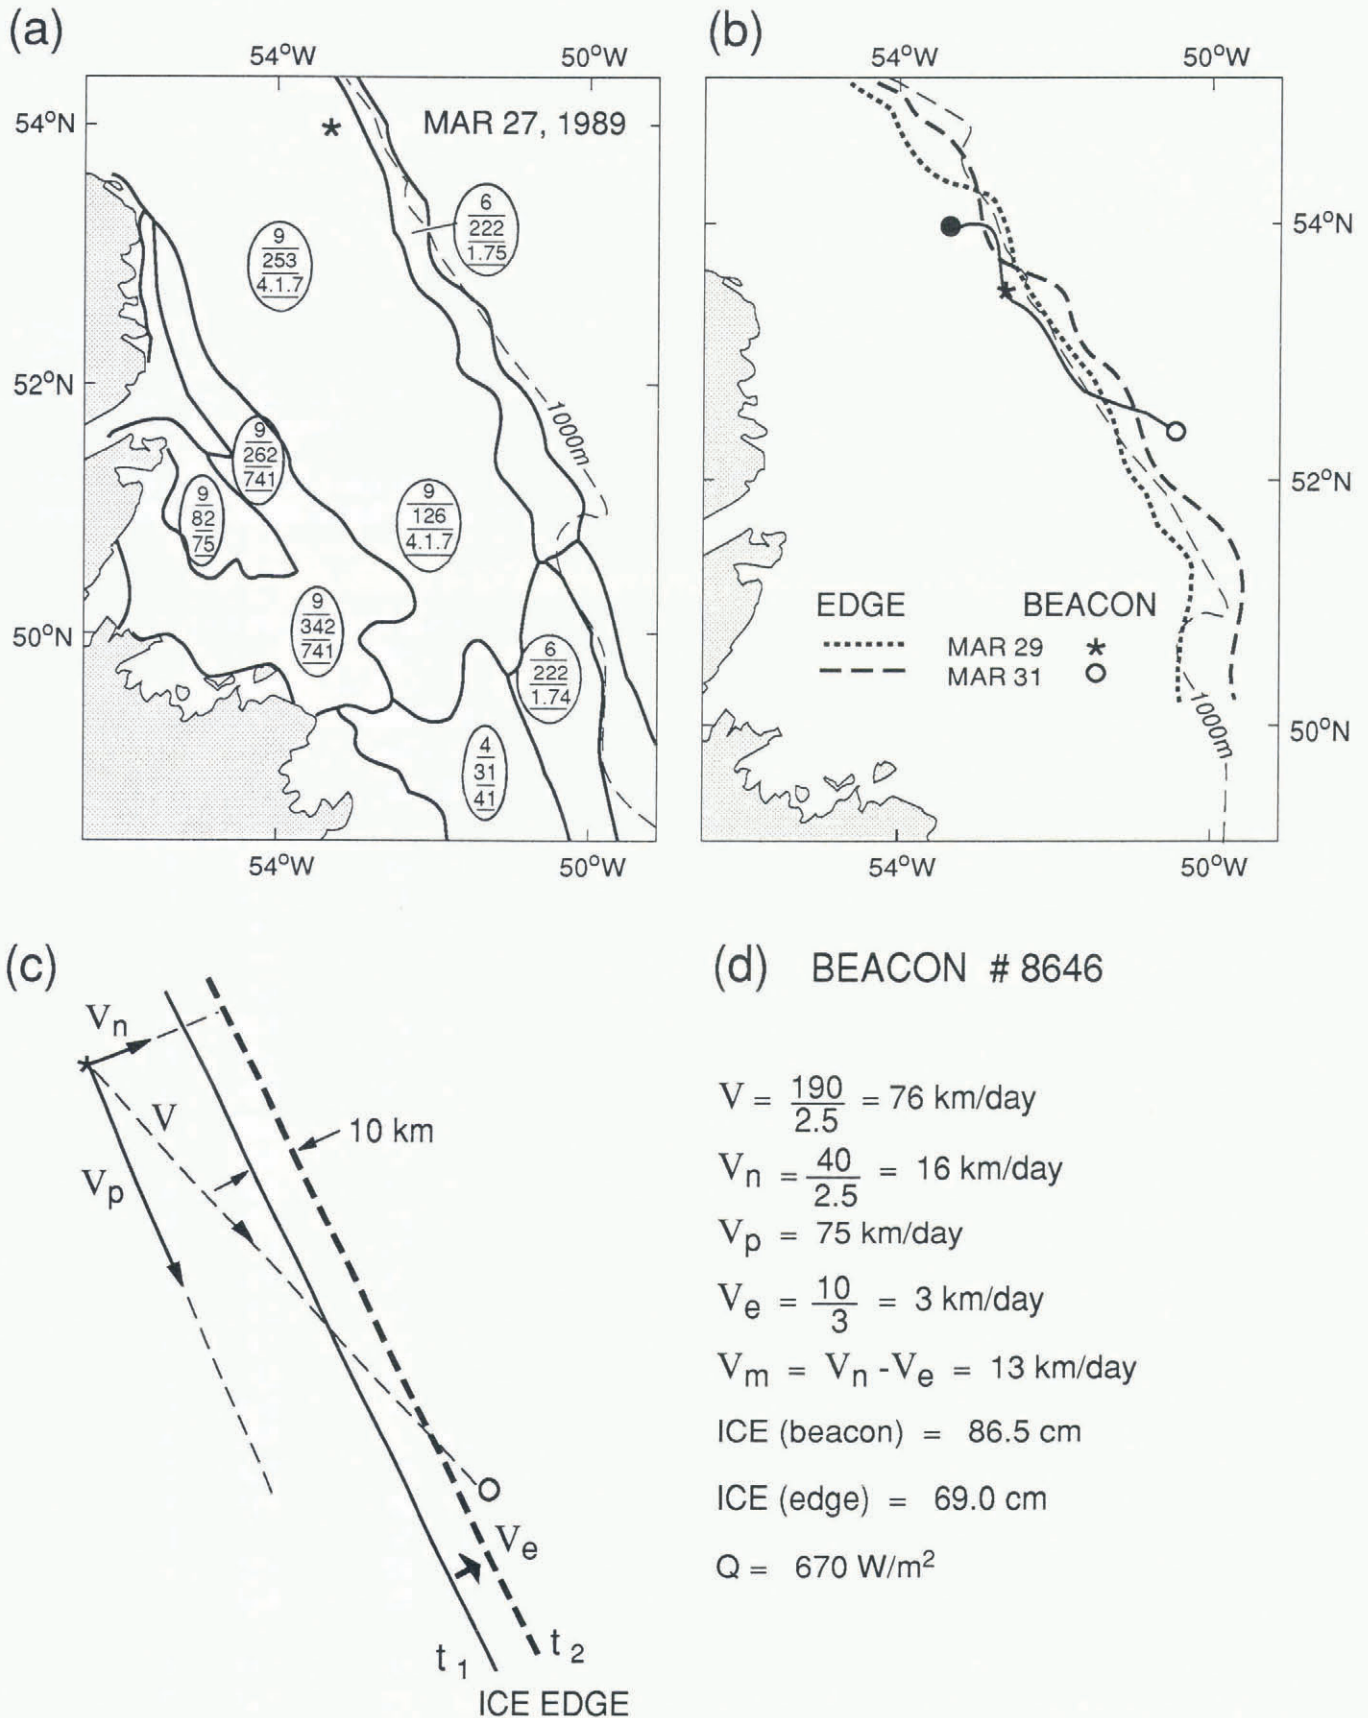 (a)
54°W 50°W
54°N
MAR 27, 1989
6
222
1.75
9
253
4.1.7
52°N
1000m
9
262
741
9
82
75
9
126
4.1.7
9
342
741
50°N
6
222
1.74
4
31
41
54°W 50°W
(b)
54°W 50°W
54°N
52°N
EDGE BEACON
MAR 29 *
MAR 31
1000m
50°N
54°W 50°W
(c)
Vn
V
10 km
Vp
Ve
t1 t2
ICE EDGE
(d) BEACON # 8646
V = 190/2.5 = 76 km/day
Vn = 40/2.5 = 16 km/day
Vp = 75 km/day
Ve = 10/3 = 3 km/day
Vm = Vn - Ve = 13 km/day
ICE (beacon) = 86.5 cm
ICE (edge) = 69.0 cm
Q = 670 W/m²